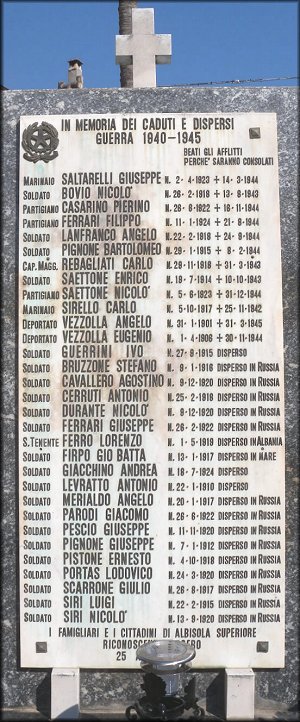 IN MEMORIA DEI CADUTI E DISPERSI
GUERRA 1940-1945
BEATI GLI AFFLITTI
PERCHE' SARANNO CONSOLATI
MARINAIO SALTARELLI GIUSEPPE N. 2-4-1923 + 14-3-1944
SOLDATO BOVIO NICOLO' N. 26-2-1918 + 13-8-1943
PARTIGIANO CASARINO PIERINO N. 26-6-1922 + 16-11-1944
PARTIGIANO FERRARI FILIPPO N. 11-1-1924 + 21-8-1944
SOLDATO LANFRANCO ANGELO N. 22-2-1916 + 24-9-1944
SOLDATO PIGNONE BARTOLOMEO N. 29-1-1915 + 8-2-1944
CAP. MAGG. REBAGLIATI CARLO N. 28-11-1918 + 31-3-1943
SOLDATO SAETTONE ENRICO N. 18-7-1914 + 10-10-1943
PARTIGIANO SAETTONE NICOLO' N. 5-6-1923 + 31-12-1944
MARINAIO SIRELLO CARLO N. 5-10-1917 + 25-11-1942
DEPORTATO VEZZOLLA ANGELO N. 31-1-1901 + 31-3-1945
DEPORTATO VEZZOLLA EUGENIO N. 1-4-1906 + 30-11-1944
SOLDATO GUERRINI IVO N. 27-9-1915 DISPERSO
SOLDATO BRUZZONE STEFANO N. 9-1-1916 DISPERSO IN RUSSIA
SOLDATO CAVALLERO AGOSTINO N. 9-12-1920 DISPERSO IN RUSSIA
SOLDATO CERRUTI ANTONIO N. 25-2-1918 DISPERSO IN RUSSIA
SOLDATO DURANTE NICOLO' N. 9-12-1920 DISPERSO IN RUSSIA
SOLDATO FERRARI GIUSEPPE N. 26-2-1922 DISPERSO IN RUSSIA
S. TENENTE FERRO LORENZO N. 1-5-1919 DISPERSO IN ALBANIA
SOLDATO FIRPO GIO BATTA N. 13-1-1917 DISPERSO IN MARE
SOLDATO GIACCHINO ANDREA N. 18-7-1924 DISPERSO
SOLDATO LEVRATTO ANTONIO N. 22-1-1910 DISPERSO
SOLDATO MERIALDO ANGELO N. 20-1-1917 DISPERSO IN RUSSIA
SOLDATO PARODI GIACOMO N. 26-6-1922 DISPERSO IN RUSSIA
SOLDATO PESCIO GIUSEPPE N. 11-11-1920 DISPERSO IN RUSSIA
SOLDATO PIGNONE GIUSEPPE N. 7-1-1912 DISPERSO IN RUSSIA
SOLDATO PISTONE ERNESTO N. 4-10-1918 DISPERSO IN RUSSIA
SOLDATO PORTAS LODOVICO N. 24-3-1920 DISPERSO IN RUSSIA
SOLDATO SCARRONE GIULIO N. 26-8-1917 DISPERSO IN RUSSIA
SOLDATO SIRI LUIGI N. 22-2-1915 DISPERSO IN RUSSIA
SOLDATO SIRI NICOLO' N. 13-9-1920 DISPERSO IN RUSSIA
I FAMIGLIARI E I CITTADINI DI ALBISOLA SUPERIORE
25